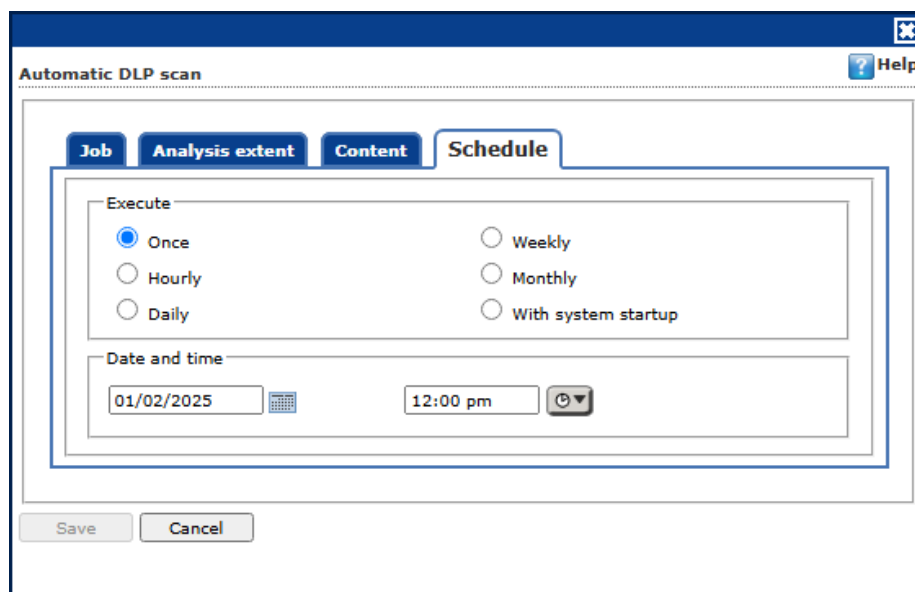 Automatic DLP scan
Help
Job Analysis extent Content Schedule
Execute
Once Weekly
Hourly Monthly
Daily With system startup
Date and time
01/02/2025 12:00 pm
Save Cancel